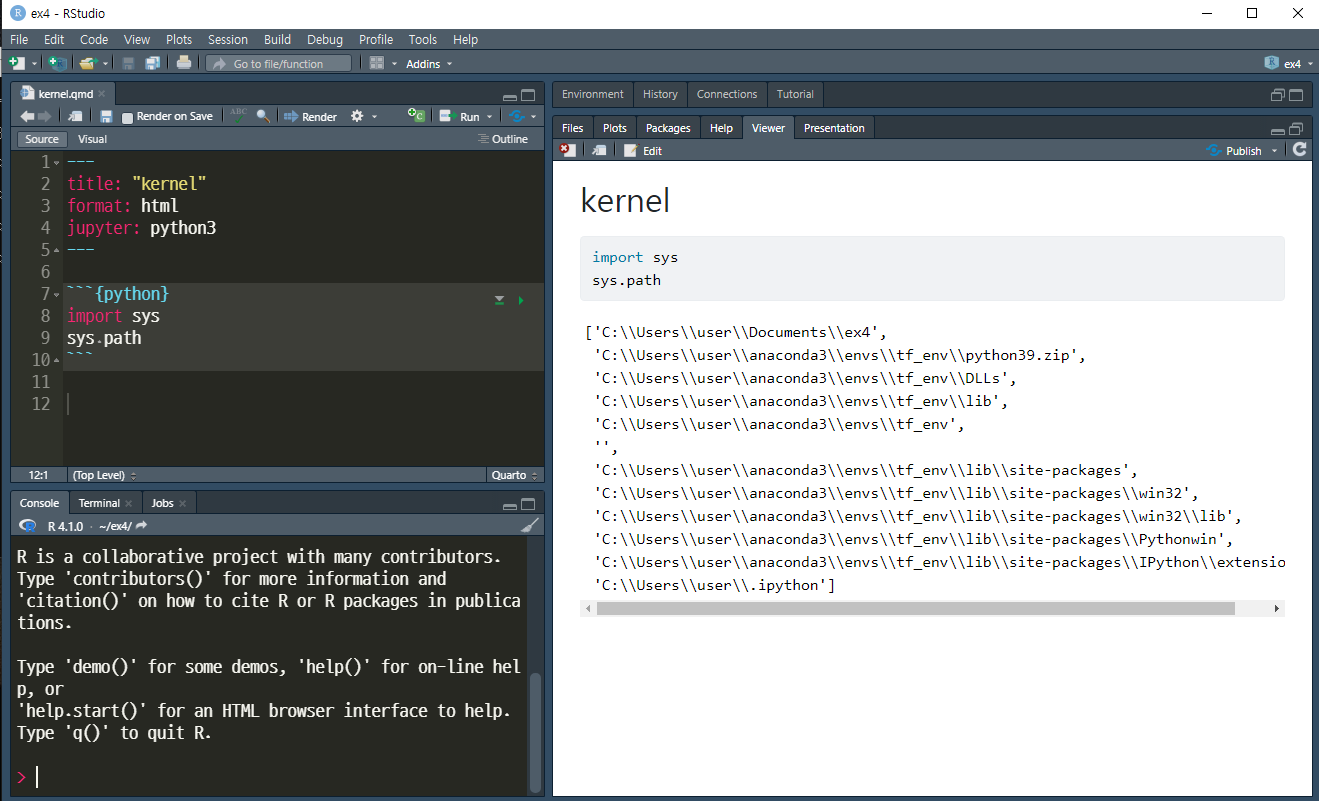 ex4 - RStudio
File Edit Code View Plots Session Build Debug Profile Tools Help
Go to file/function Addins ex4
kernel.qmd
Render on Save ABC Render Run
Source Visual Outline
1 ---
2 title: "kernel"
3 format: html
4 jupyter: python3
5 ---
6
7 ```{python}
8 import sys
9 sys.path
10 ```
11
12
12:1 (Top Level) Quarto
Console Terminal Jobs
R 4.1.0 · ~/ex4/
R is a collaborative project with many contributors.
Type 'contributors()' for more information and
'citation()' on how to cite R or R packages in publica
tions.
Type 'demo()' for some demos, 'help()' for on-line hel
p, or
'help.start()' for an HTML browser interface to help.
Type 'q()' to quit R.
>
Environment History Connections Tutorial
Files Plots Packages Help Viewer Presentation
Edit Publish
kernel
import sys
sys.path
['C:\\Users\\user\\Documents\\ex4',
'C:\\Users\\user\\anaconda3\\envs\\tf_env\\python39.zip',
'C:\\Users\\user\\anaconda3\\envs\\tf_env\\DLLs',
'C:\\Users\\user\\anaconda3\\envs\\tf_env\\lib',
'C:\\Users\\user\\anaconda3\\envs\\tf_env',
'',
'C:\\Users\\user\\anaconda3\\envs\\tf_env\\lib\\site-packages',
'C:\\Users\\user\\anaconda3\\envs\\tf_env\\lib\\site-packages\\win32',
'C:\\Users\\user\\anaconda3\\envs\\tf_env\\lib\\site-packages\\win32\\lib',
'C:\\Users\\user\\anaconda3\\envs\\tf_env\\lib\\site-packages\\Pythonwin',
'C:\\Users\\user\\anaconda3\\envs\\tf_env\\lib\\site-packages\\IPython\\extensio
'C:\\Users\\user\\.ipython']